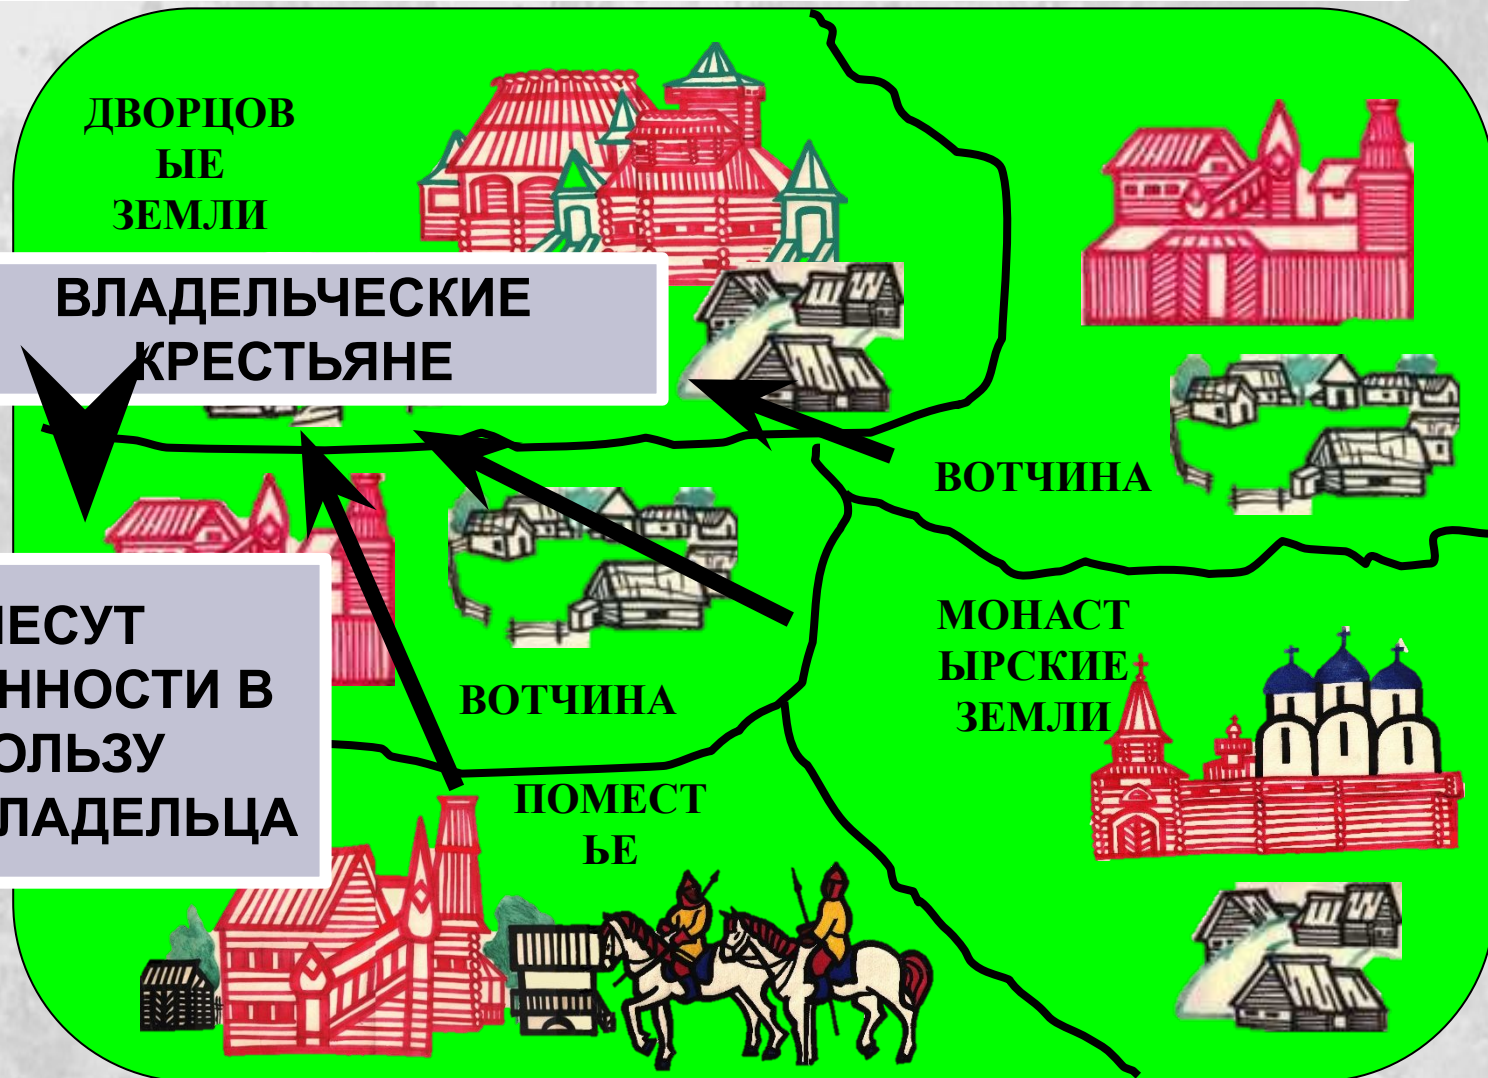 ДВОРЦОВ
ЫЕ
ЗЕМЛИ
ВЛАДЕЛЬЧЕСКИЕ
КРЕСТЬЯНЕ
ВОТЧИНА
ЕСУТ
ННОСТИ В
ОЛЬЗУ
ЛАДЕЛЬЦА
ВОТЧИНА
МОНАСТ
ЫРСКИЕ
ЗЕМЛИ
ПОМЕСТ
ЬЕ